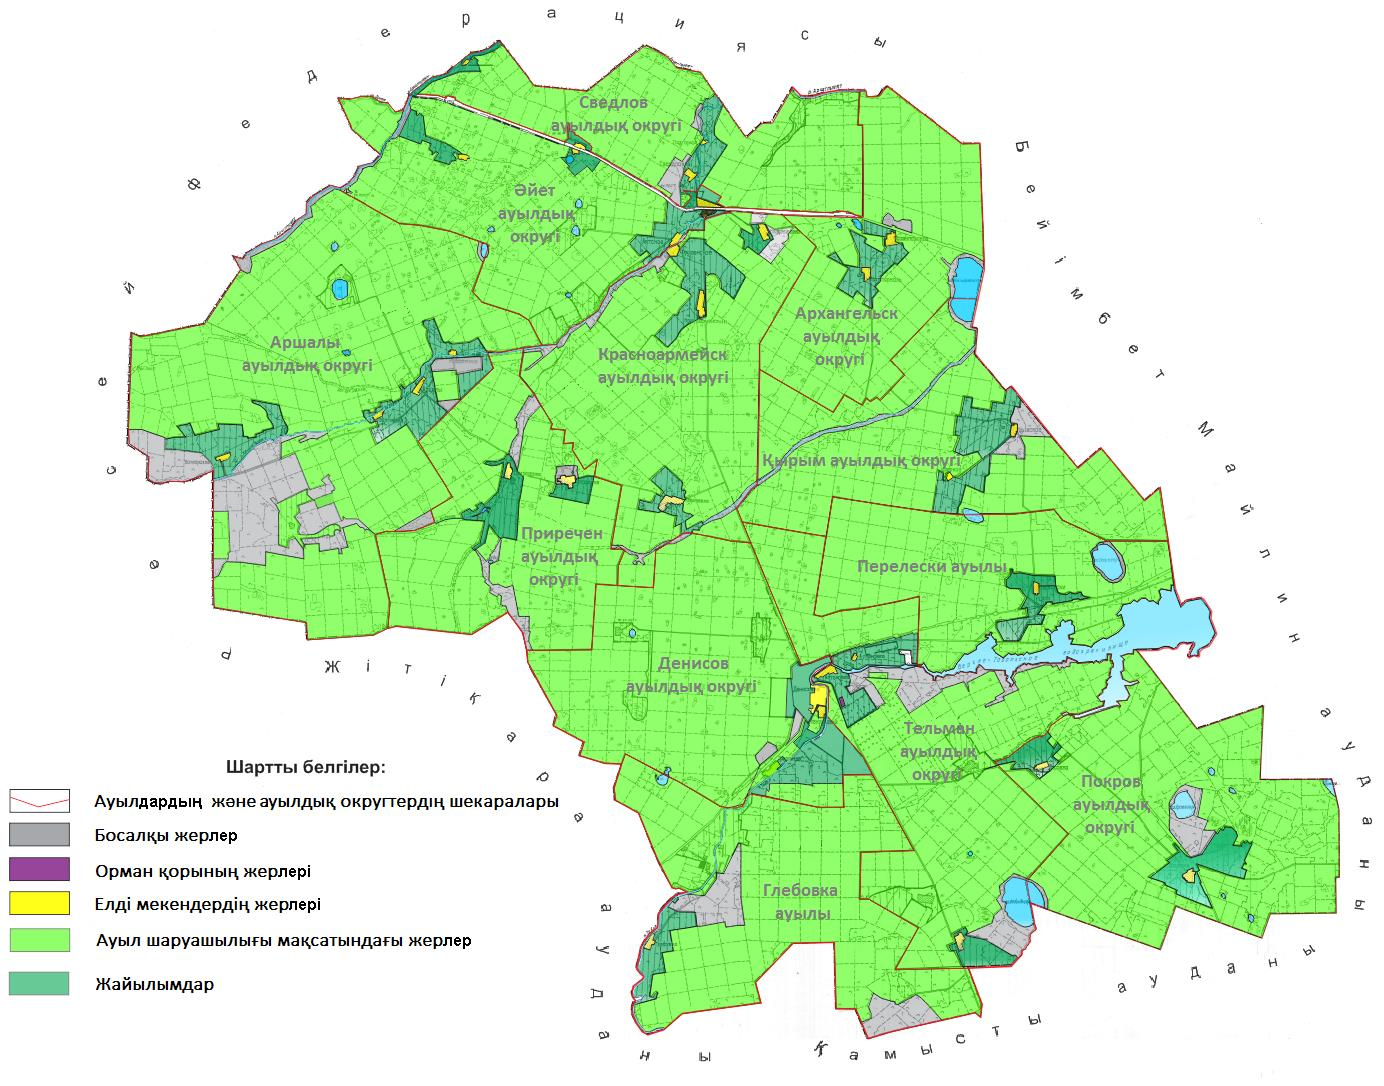 Ресей федерациясы
Бейімбет Майлин ауданы
Сведлов
ауылдық округі
Әйет
ауылдық
округі
Архангельск
ауылдық
округі
Аршалы
ауылдық округі
Красноармейск
ауылдық округі
Қырым ауылдық округі
Приречен
ауылдық
округі
Перелески ауылы
Денисов
ауылдық округі
Тельман
ауылдық
округі
Покров
ауылдық
округі
Глебовка
ауылы
Жітіқара ауданы
Қамысты ауданы
Шартты белгілер:
Ауылдардың және ауылдық округтердің шекаралары
Босалқы жерлер
Орман қорының жерлері
Елді мекендердің жерлері
Ауыл шаруашылығы мақсатындағы жерлер
Жайылымдар